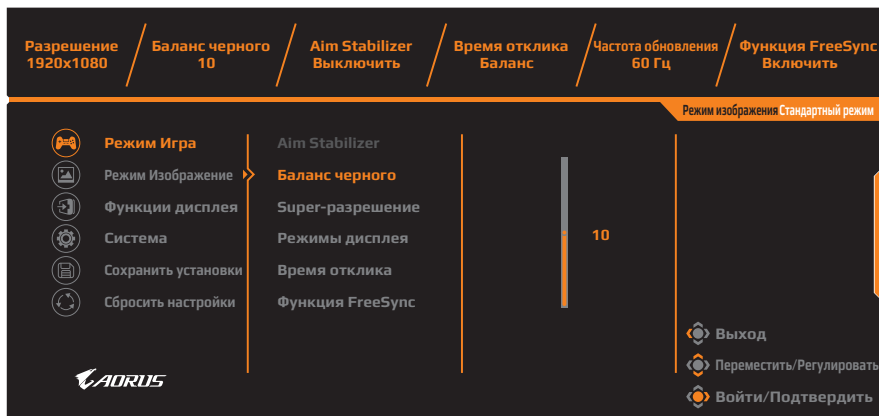 Разрешение
1920x1080
Баланс черного
10
Aim Stabilizer
Выключить
Время отклика
Баланс
Частота обновления
60 Гц
Функция FreeSync
Включить
Режим изображения Стандартный режим
Режим Игра
Режим Изображение
Функции дисплея
Система
Сохранить установки
Сбросить настройки
Aim Stabilizer
Баланс черного
Super-разрешение
Режимы дисплея
Время отклика
Функция FreeSync
10
Выход
Переместить/Регулировать
Войти/Подтвердить
AORUS